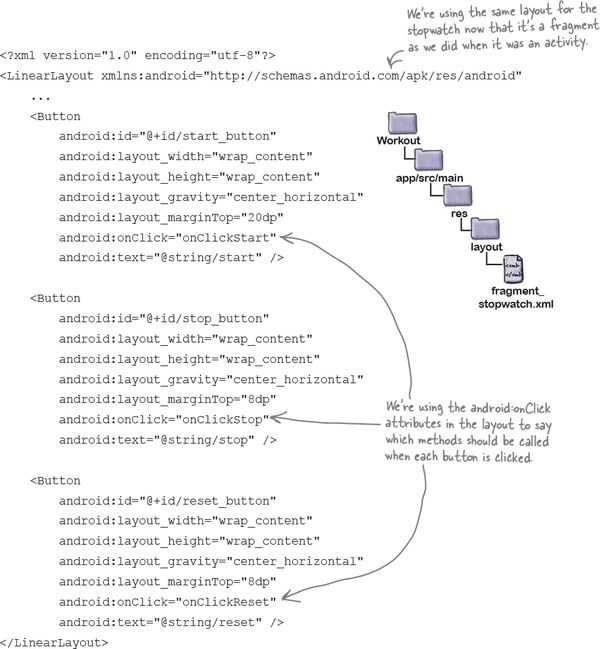 We're using the same layout for the
stopwatch now that it's a fragment
as we did when it was an activity.
<?xml version="1.0" encoding="utf-8"?>
<LinearLayout xmlns:android="http://schemas.android.com/apk/res/android"
...
<Button
android:id="@+id/start_button"
android:layout_width="wrap_content"
android:layout_height="wrap_content"
android:layout_gravity="center_horizontal"
android:layout_marginTop="20dp"
android:onClick="onClickStart"
android:text="@string/start" />
Workout
app/src/main
res
layout
<xml>
</xml>
fragment_
stopwatch.xml
<Button
android:id="@+id/stop_button"
android:layout_width="wrap_content"
android:layout_height="wrap_content"
android:layout_gravity="center_horizontal"
android:layout_marginTop="8dp"
android:onClick="onClickStop"
android:text="@string/stop" />
We're using the android:onClick
attributes in the layout to say
which methods should be called
when each button is clicked.
<Button
android:id="@+id/reset_button"
android:layout_width="wrap_content"
android:layout_height="wrap_content"
android:layout_gravity="center_horizontal"
android:layout_marginTop="8dp"
android:onClick="onClickReset"
android:text="@string/reset" />
</LinearLayout>